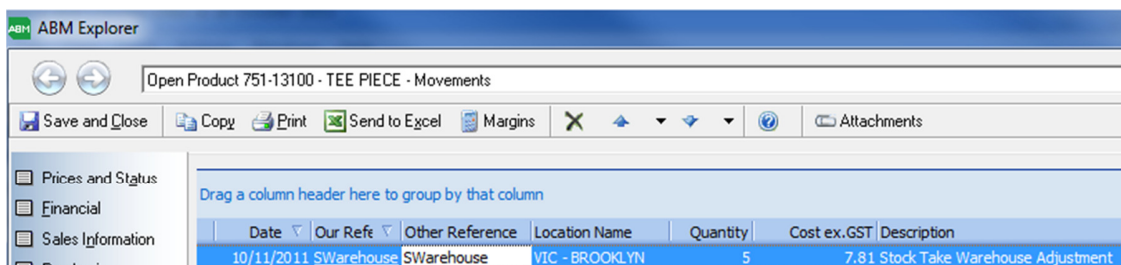 ABM ABM Explorer
Open Product 751-13100 - TEE PIECE - Movements
Save and Close Copy Print Send to Excel Margins Attachments
Prices and Status
Drag a column header here to group by that column
Financial
Sales Information
Date Our Refe Other Reference Location Name Quantity Cost ex.GST Description
10/11/2011 SWarehouse SWarehouse VIC - BROOKLYN 5 7.81 Stock Take Warehouse Adjustment